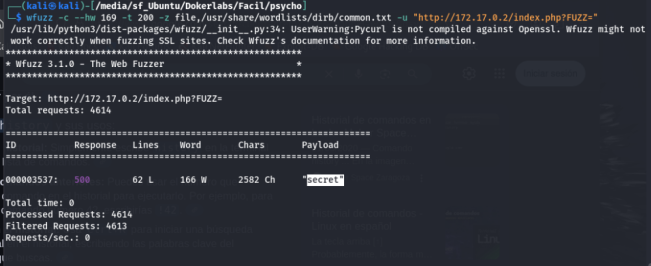 (kali㉿kali)-[/media/sf_Ubuntu/Dokerlabs/Facil/psycho]
$ wfuzz -c --hw 169 -t 200 -z file,/usr/share/wordlists/dirb/common.txt -u "http://172.17.0.2/index.php?FUZZ="
/usr/lib/python3/dist-packages/wfuzz/__init__.py:34: UserWarning:Pycurl is not compiled against Openssl. Wfuzz might not
work correctly when fuzzing SSL sites. Check Wfuzz's documentation for more information.
********************************************************
* Wfuzz 3.1.0 - The Web Fuzzer *
********************************************************
Target: http://172.17.0.2/index.php?FUZZ=
Total requests: 4614
=====================================================================
ID Response Lines Word Chars Payload
=====================================================================
000003537: 500 62 L 166 W 2582 Ch "secret"
Total time: 0
Processed Requests: 4614
Filtered Requests: 4613
Requests/sec.: 0